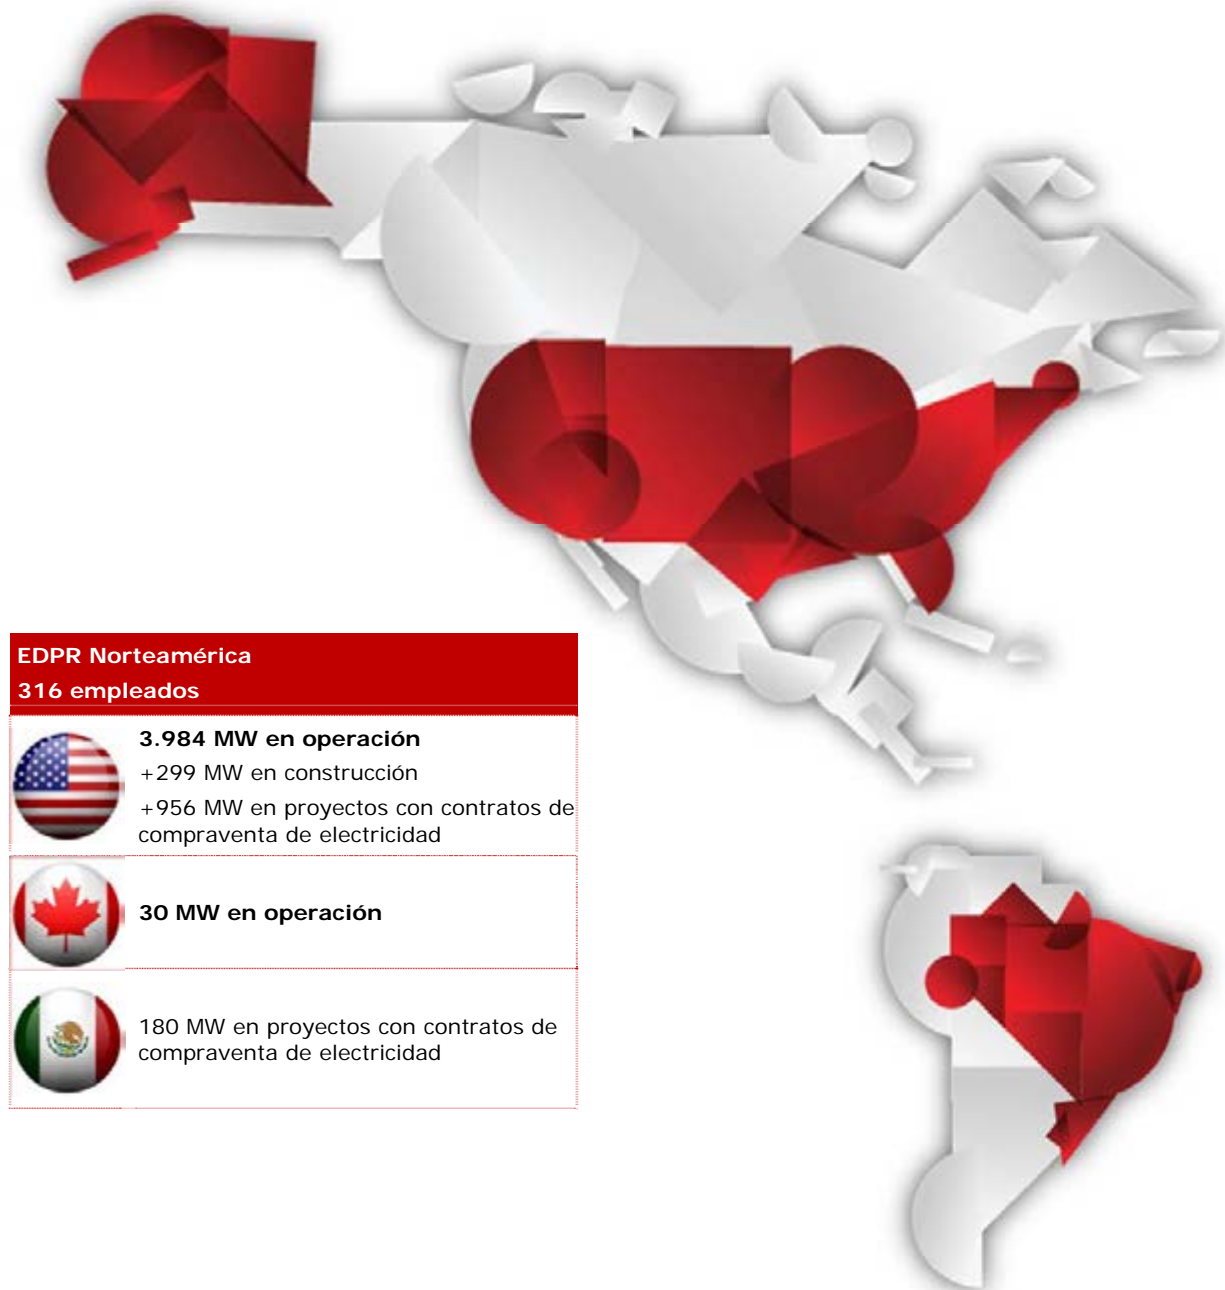 EDPR Norteamérica
316 empleados
3.984 MW en operación
+299 MW en construcción
+956 MW en proyectos con contratos de
compraventa de electricidad
30 MW en operación
180 MW en proyectos con contratos de
compraventa de electricidad